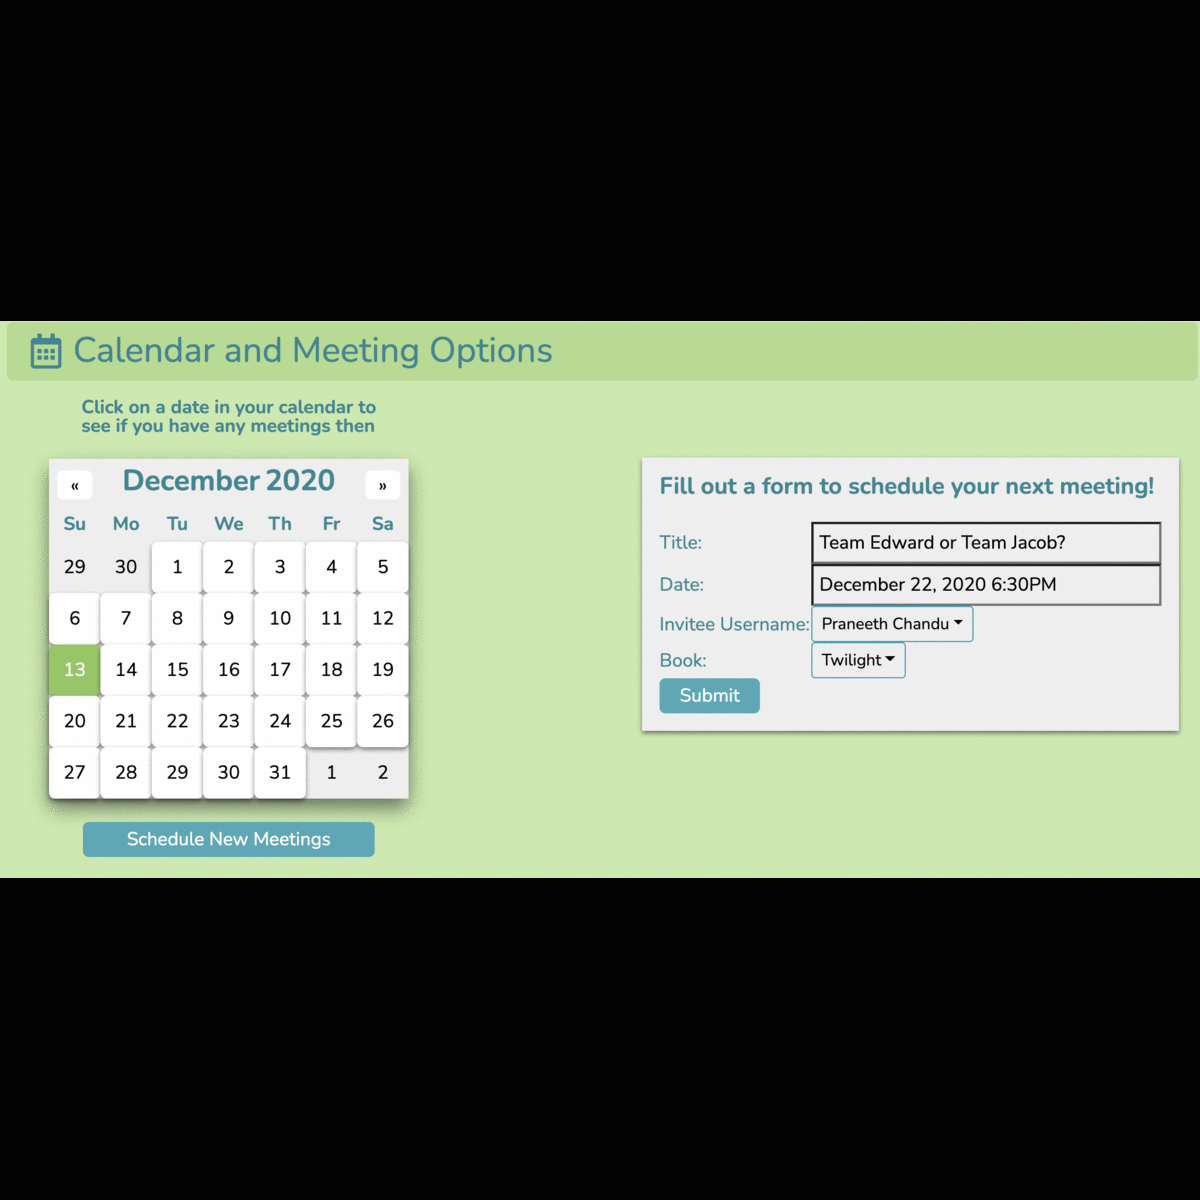 Calendar and Meeting Options
Click on a date in your calendar to
see if you have any meetings then
« December 2020 »
Su Mo Tu We Th Fr Sa
29 30 1 2 3 4 5
6 7 8 9 10 11 12
13 14 15 16 17 18 19
20 21 22 23 24 25 26
27 28 29 30 31 1 2
Schedule New Meetings
Fill out a form to schedule your next meeting!
Title: Team Edward or Team Jacob?
Date: December 22, 2020 6:30PM
Invitee Username: Praneeth Chandu
Book: Twilight
Submit